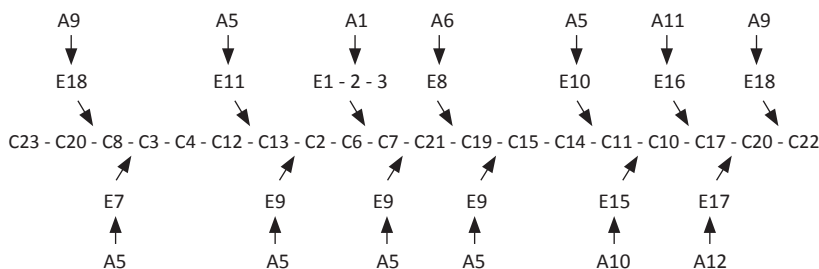 A9 A5 A1 A6 A5 A11 A9
E18 E11 E1 - 2 - 3 E8 E10 E16 E18
C23 - C20 - C8 - C3 - C4 - C12 - C13 - C2 - C6 - C7 - C21 - C19 - C15 - C14 - C11 - C10 - C17 - C20 - C22
E7 E9 E9 E9 E15 E17
A5 A5 A5 A5 A10 A12